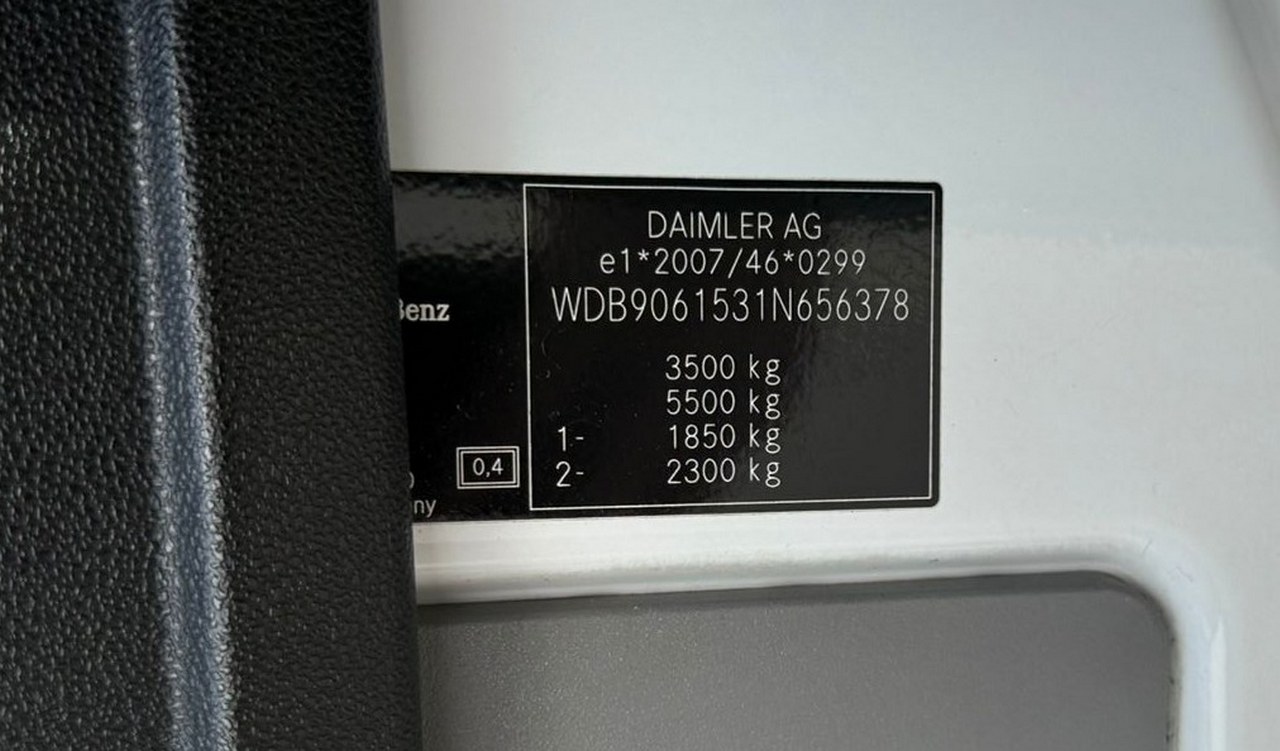 DAIMLER AG
e1*2007/46*0299
WDB9061531N656378
3500 kg
5500 kg
1- 1850 kg
2- 2300 kg
Benz
0,4
ny